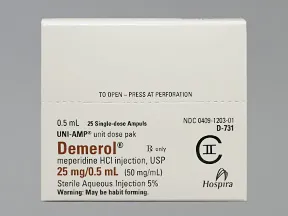 TO OPEN – PRESS AT PERFORATION
0.5 mL 25 Single-dose Ampuls
NDC 0409-1203-01
D-731
UNI-AMP® unit dose pak
Demerol® ℞ only
meperidine HCl injection, USP
25 mg/0.5 mL (50 mg/mL)
Sterile Aqueous Injection 5%
Warning: May be habit forming.
CII
Hospira